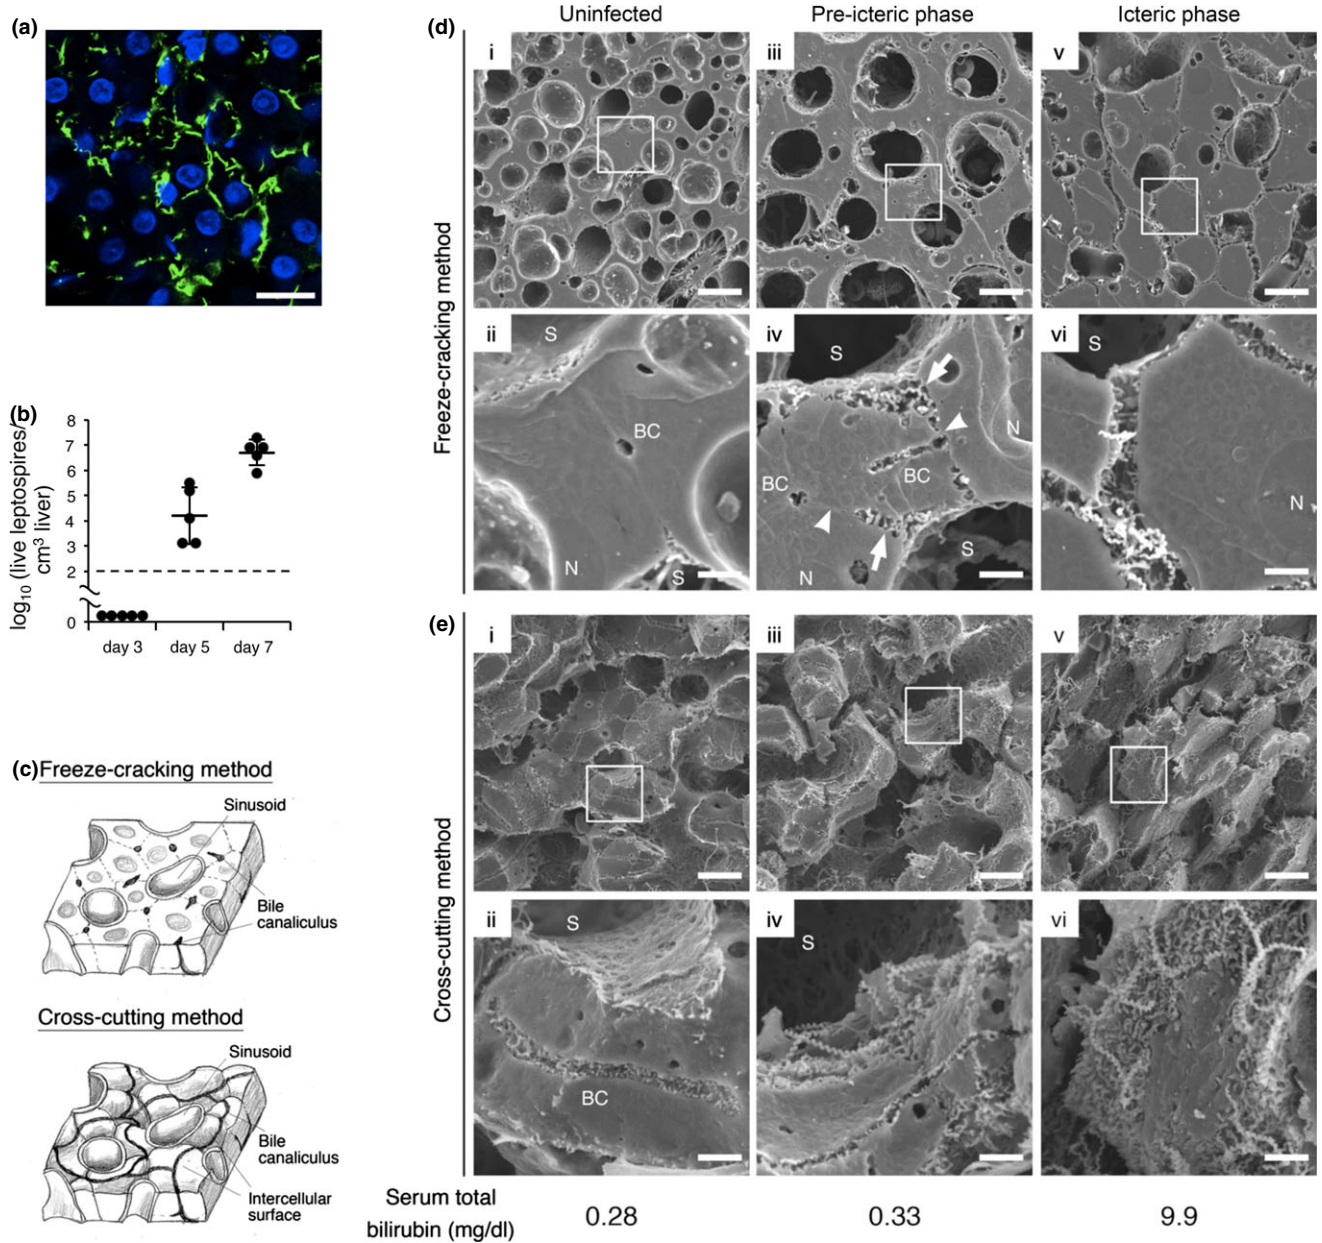 (a)
(b)
log10 (live leptospires/
cm3 liver)
8
7
6
5
4
3
2
0
day 3 day 5 day 7
(c) Freeze-cracking method
Sinusoid
Bile
canaliculus
Cross-cutting method
Sinusoid
Bile
canaliculus
Intercellular
surface
(d)
Uninfected Pre-icteric phase Icteric phase
Freeze-cracking method
i iii v
ii iv vi
S
BC
N
S
S
BC
BC
N
N
S
S
N
(e)
Cross-cutting method
i iii v
ii iv vi
S
BC
S
Serum total
bilirubin (mg/dl)
0.28 0.33 9.9